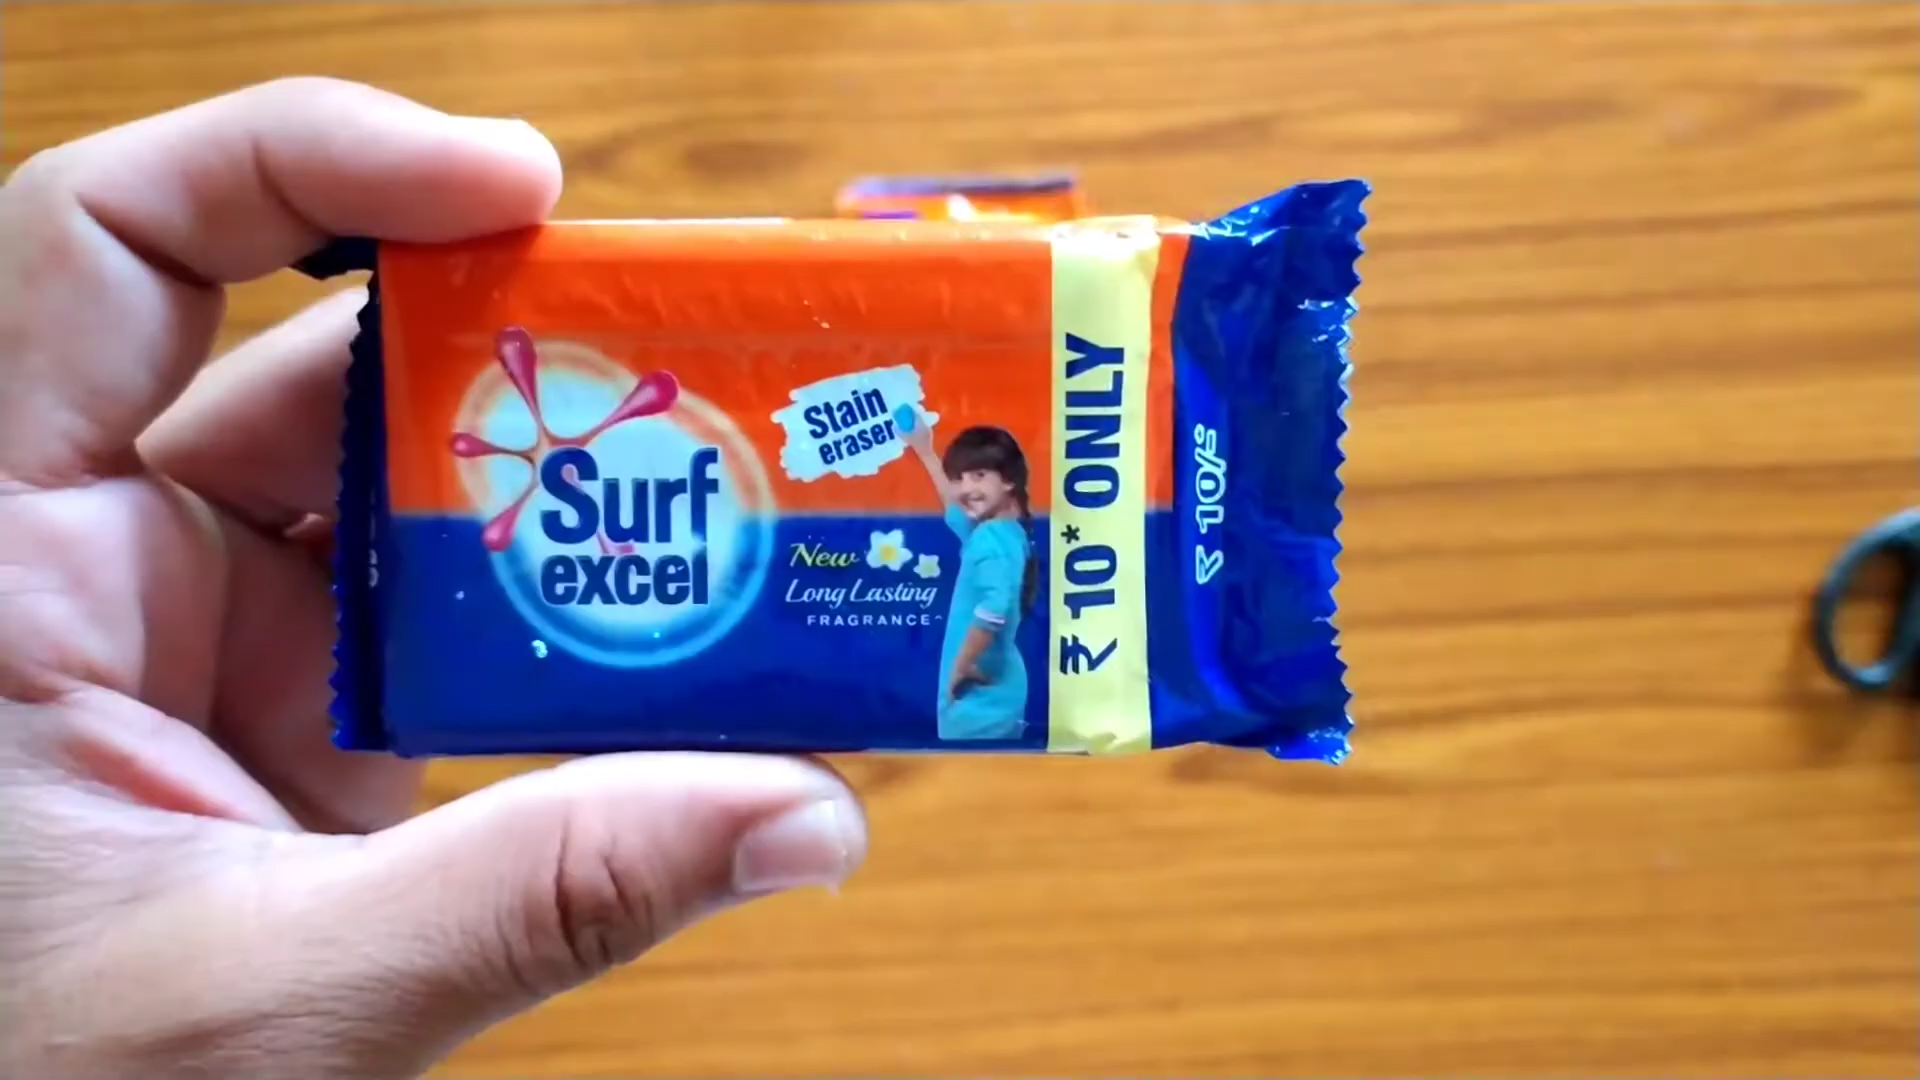 Surf
excel
Stain
eraser
New
Long Lasting
FRAGRANCE^
₹ 10* ONLY
₹ 10/-